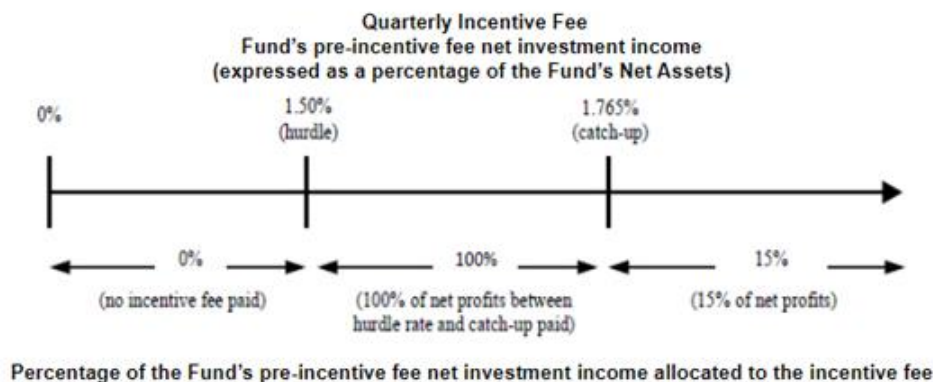 Quarterly Incentive Fee
Fund's pre-incentive fee net investment income
(expressed as a percentage of the Fund's Net Assets)
0%
1.50%
(hurdle)
1.765%
(catch-up)
0%
100%
15%
(no incentive fee paid)
(100% of net profits between
hurdle rate and catch-up paid)
(15% of net profits)
Percentage of the Fund's pre-incentive fee net investment income allocated to the incentive fee